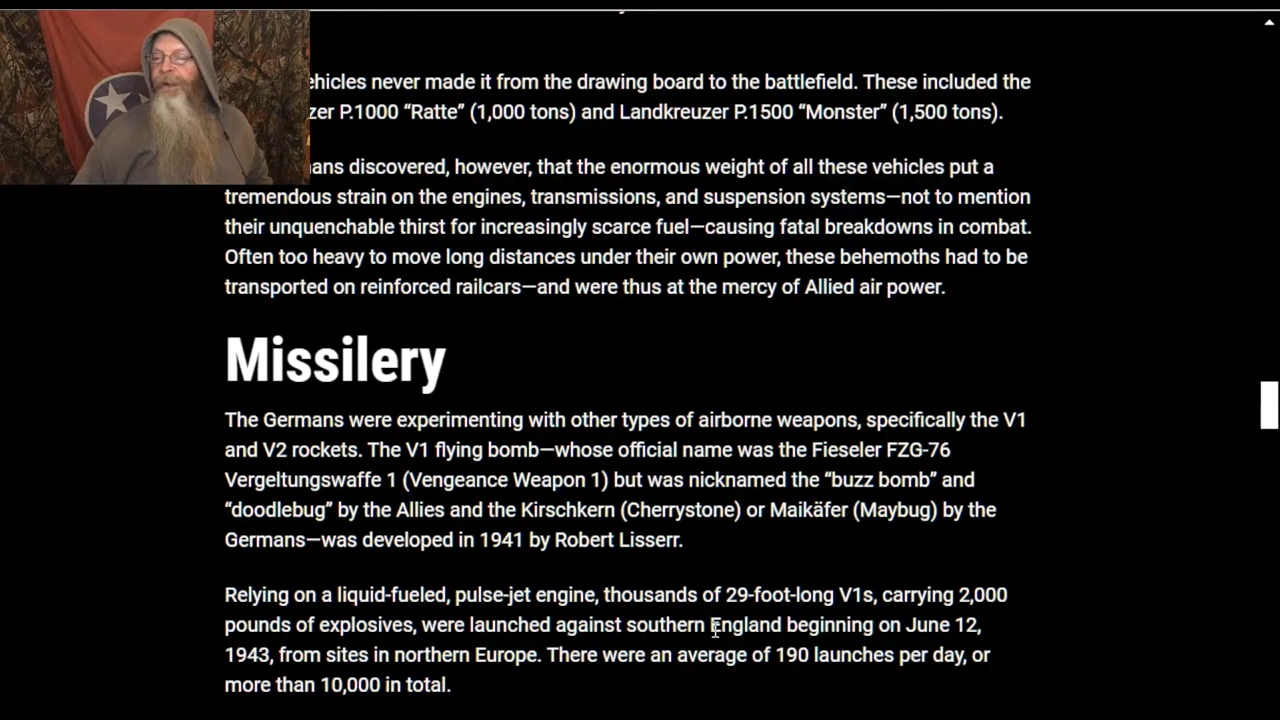 ehicles never made it from the drawing board to the battlefield. These included the
zer P.1000 “Ratte” (1,000 tons) and Landkreuzer P.1500 “Monster” (1,500 tons).
ans discovered, however, that the enormous weight of all these vehicles put a
tremendous strain on the engines, transmissions, and suspension systems—not to mention
their unquenchable thirst for increasingly scarce fuel—causing fatal breakdowns in combat.
Often too heavy to move long distances under their own power, these behemoths had to be
transported on reinforced railcars—and were thus at the mercy of Allied air power.
Missilery
The Germans were experimenting with other types of airborne weapons, specifically the V1
and V2 rockets. The V1 flying bomb—whose official name was the Fieseler FZG-76
Vergeltungswaffe 1 (Vengeance Weapon 1) but was nicknamed the “buzz bomb” and
“doodlebug” by the Allies and the Kirschkern (Cherrystone) or Maikäfer (Maybug) by the
Germans—was developed in 1941 by Robert Lisserr.
Relying on a liquid-fueled, pulse-jet engine, thousands of 29-foot-long V1s, carrying 2,000
pounds of explosives, were launched against southern England beginning on June 12,
1943, from sites in northern Europe. There were an average of 190 launches per day, or
more than 10,000 in total.